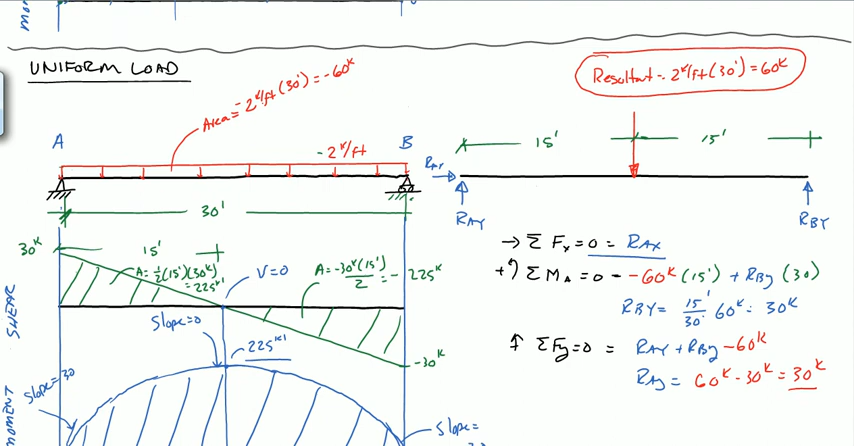 UNIFORM LOAD
Resultant = 2ᵏ/ft (30') = 60ᵏ
Area = -2ᵏ/ft (30') = -60ᵏ
A
B
-2ᵏ/ft
30'
15'
15'
RAX
RAY
RBY
30ᵏ
15'
A = ½(15')(30ᵏ)
= 225ᵏ'
V=0
A = -30ᵏ(15')/2 = -225ᵏ'
-30ᵏ
SHEAR
Slope=0
225ᵏ'
Slope=30
Slope=
MOMENT
→ Σ Fx = 0 = RAX
+ Σ MA = 0 = -60ᵏ(15') + RBy (30)
RBY = 15'/30' 60ᵏ = 30ᵏ
↑ ΣFy = 0 = RAY + RBy -60ᵏ
RAy = 60ᵏ - 30ᵏ = 30ᵏ